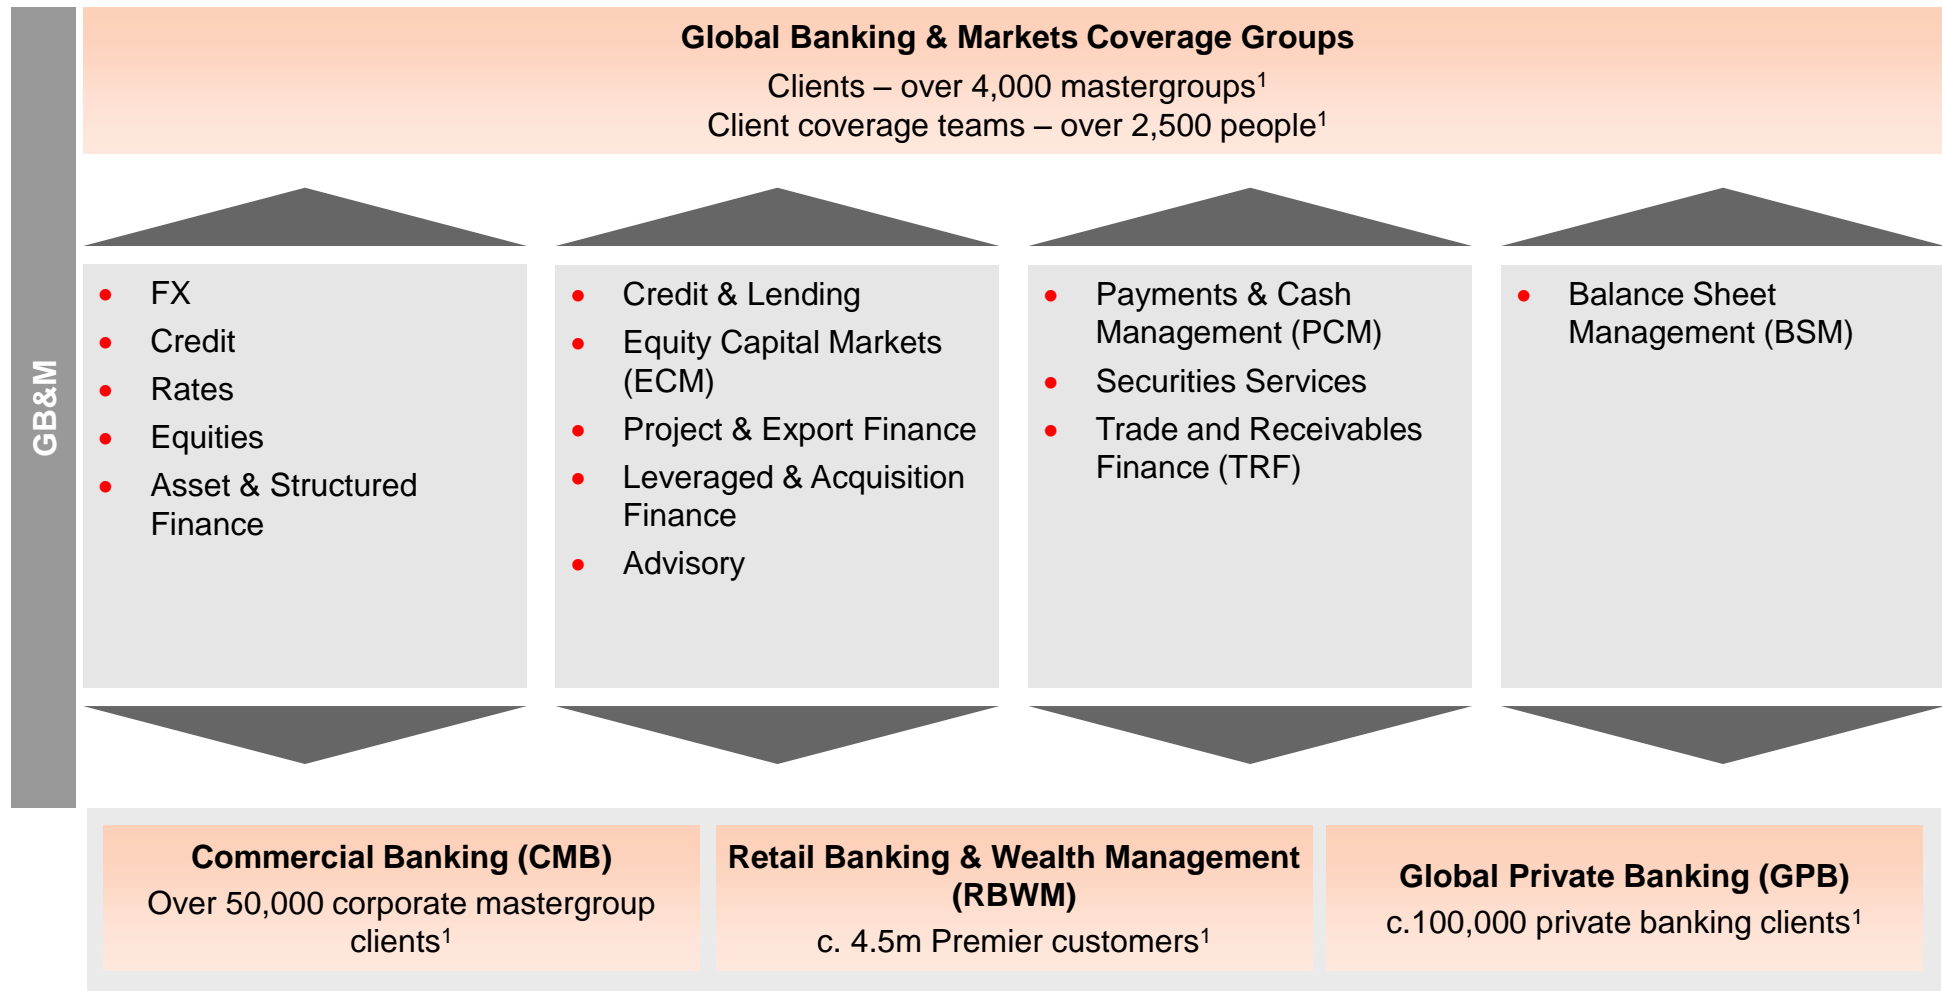 Global Banking & Markets Coverage Groups
Clients – over 4,000 mastergroups¹
Client coverage teams – over 2,500 people¹
GB&M
• FX
• Credit
• Rates
• Equities
• Asset & Structured
Finance
• Credit & Lending
• Equity Capital Markets
(ECM)
• Project & Export Finance
• Leveraged & Acquisition
Finance
• Advisory
• Payments & Cash
Management (PCM)
• Securities Services
• Trade and Receivables
Finance (TRF)
• Balance Sheet
Management (BSM)
Commercial Banking (CMB)
Over 50,000 corporate mastergroup
clients¹
Retail Banking & Wealth Management
(RBWM)
c. 4.5m Premier customers¹
Global Private Banking (GPB)
c.100,000 private banking clients¹